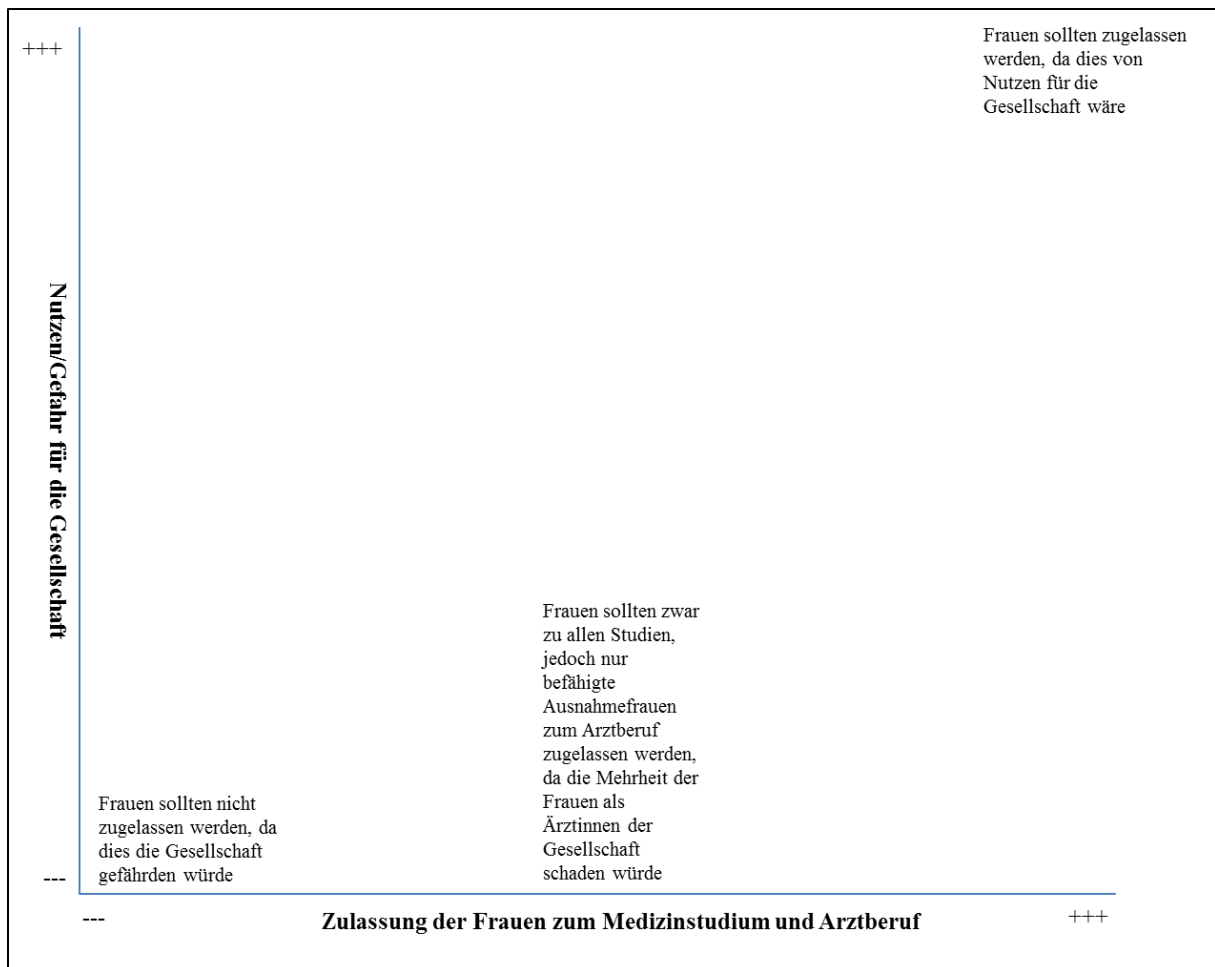 +++
Frauen sollten zugelassen
werden, da dies von
Nutzen für die
Gesellschaft wäre
Nutzen/Gefahr für die Gesellschaft
Frauen sollten zwar
zu allen Studien,
jedoch nur
befähigte
Ausnahmefrauen
zum Arztberuf
zugelassen werden,
da die Mehrheit der
Frauen als
Ärztinnen der
Gesellschaft
schaden würde
Frauen sollten nicht
zugelassen werden, da
dies die Gesellschaft
gefährden würde
---
---
Zulassung der Frauen zum Medizinstudium und Arztberuf
+++